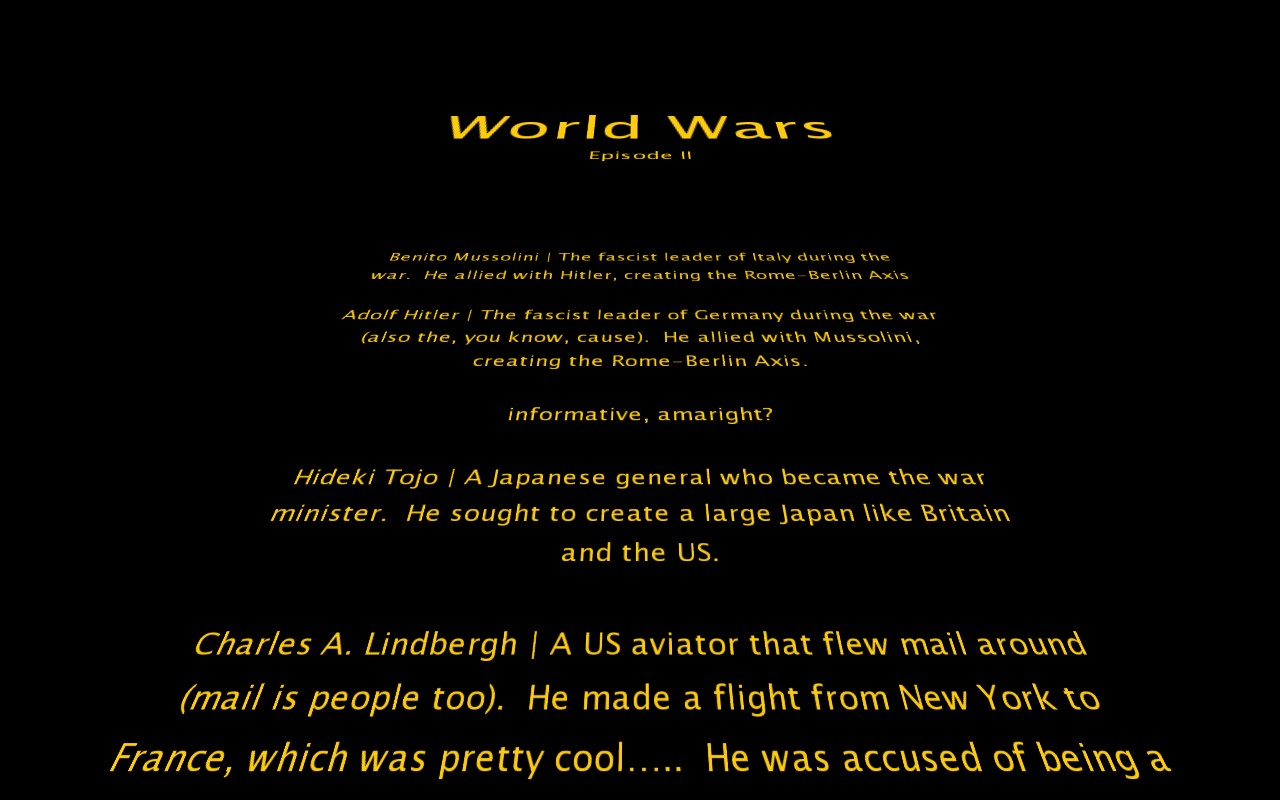 World Wars
Episode II
Benito Mussolini | The fascist leader of Italy during the
war.  He allied with Hitler, creating the Rome-Berlin Axis
Adolf Hitler | The fascist leader of Germany during the war
(also the, you know, cause).  He allied with Mussolini,
creating the Rome-Berlin Axis.
informative, amaright?
Hideki Tojo | A Japanese general who became the war
minister.  He sought to create a large Japan like Britain
and the US.
Charles A. Lindbergh | A US aviator that flew mail around
(mail is people too).  He made a flight from New York to
France, which was pretty cool.....  He was accused of being a